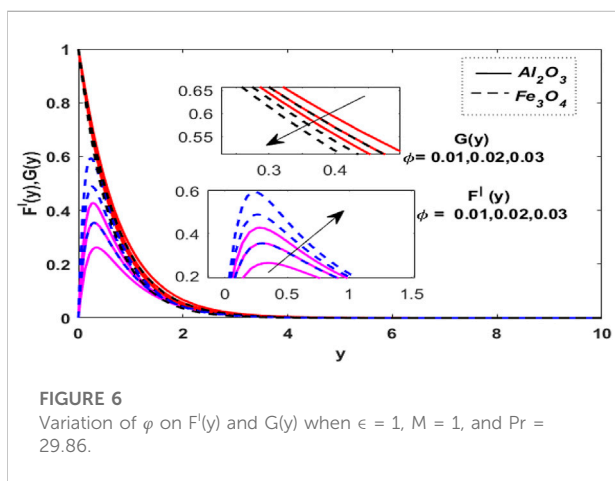 1
0.8
0.6
0.4
0.2
0
F^|(y),G(y)
0.65
0.6
0.55
0.3 0.4
Al₂O₃
Fe₃O₄
G(y)
ϕ= 0.01,0.02,0.03
F^| (y)
ϕ = 0.01,0.02,0.03
0.6
0.4
0.2
0 0.5 1 1.5
0 2 4 6 8 10
y
FIGURE 6
Variation of φ on F^|(y) and G(y) when ϵ = 1, M = 1, and Pr =
29.86.